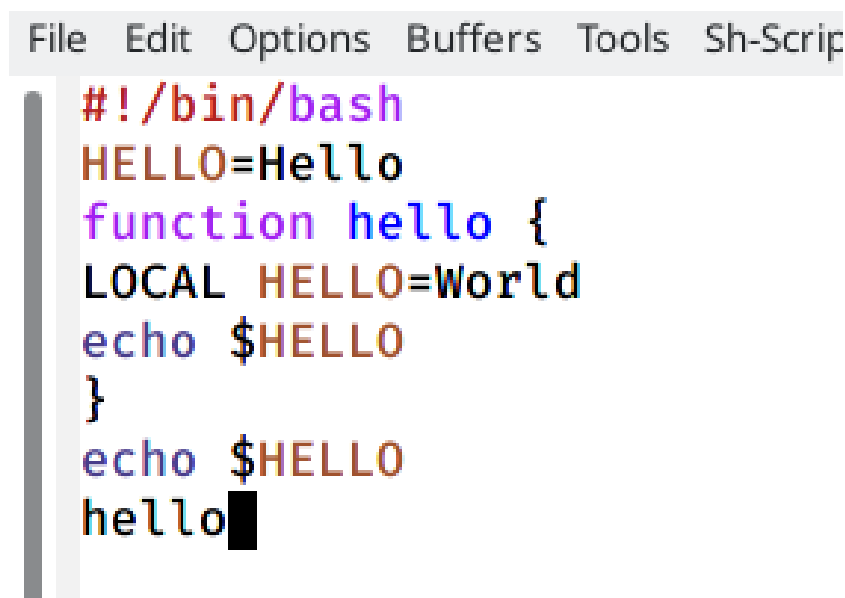 File Edit Options Buffers Tools Sh-Scrip
#!/bin/bash
HELLO=Hello
function hello {
LOCAL HELLO=World
echo $HELLO
}
echo $HELLO
hello